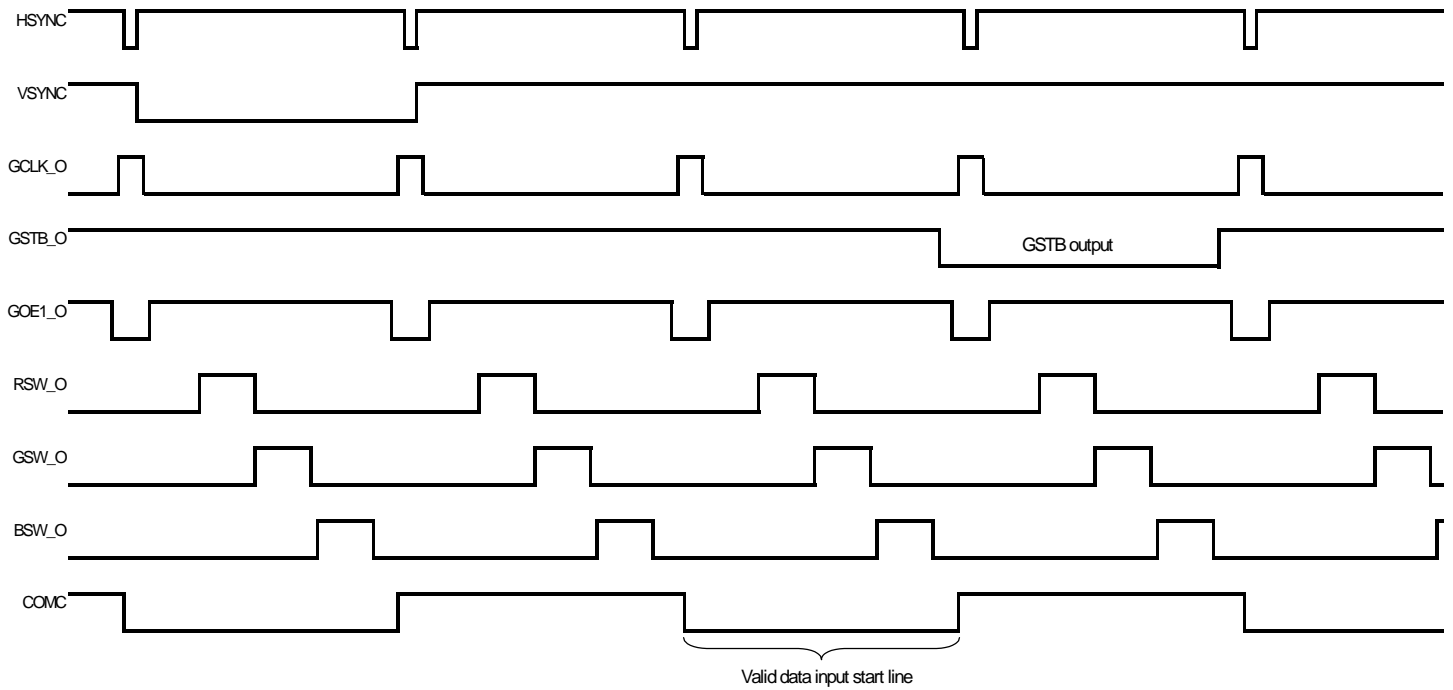 HSYNC
VSYNC
GCLK_O
GSTB_O
GSTB output
GOE1_O
RSW_O
GSW_O
BSW_O
COMC
Valid data input start line